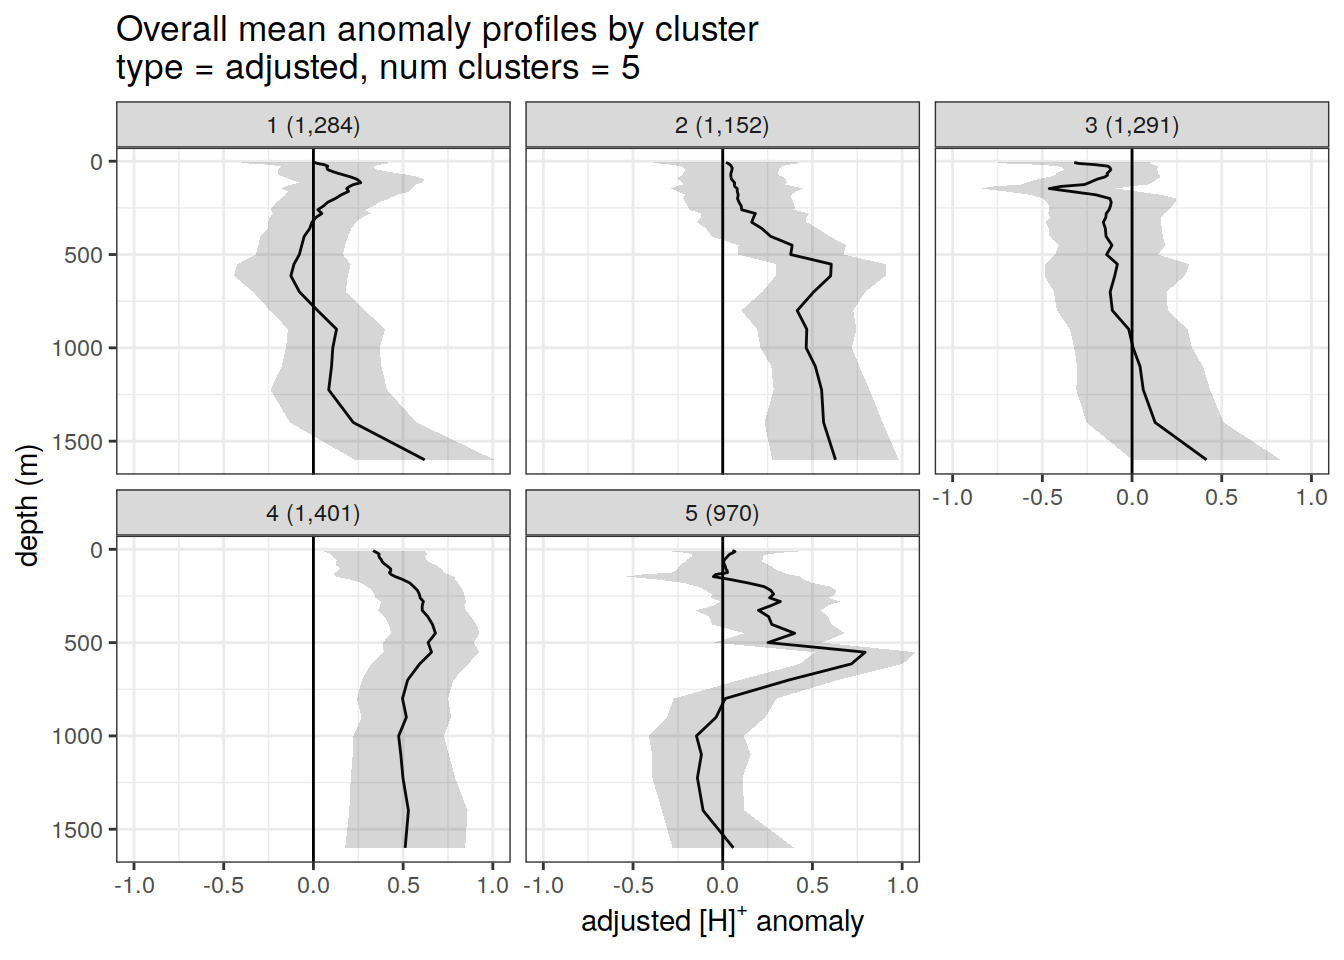 Overall mean anomaly profiles by cluster
type = adjusted, num clusters = 5
1 (1,284)
2 (1,152)
3 (1,291)
0
500
1000
1500
-1.0 -0.5 0.0 0.5 1.0
4 (1,401)
5 (970)
0
500
1000
1500
-1.0 -0.5 0.0 0.5 1.0
-1.0 -0.5 0.0 0.5 1.0
depth (m)
adjusted [H]⁺ anomaly